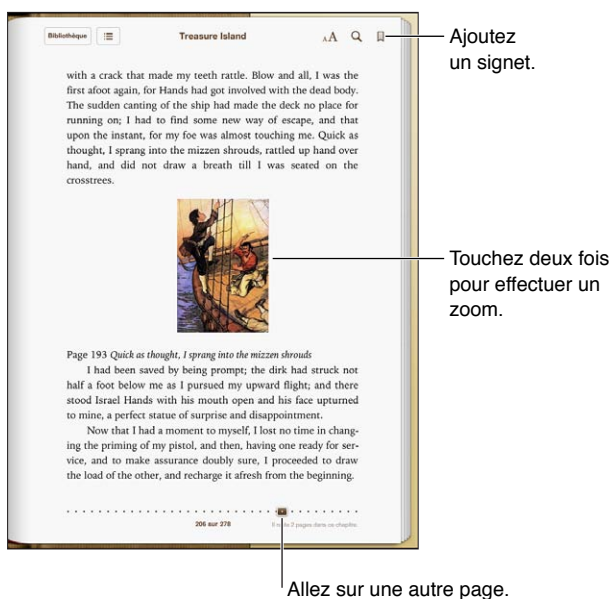 Bibliothèque
Treasure Island
AA
Ajoutez
un signet.
with a crack that made my teeth rattle. Blow and all, I was the
first afoot again, for Hands had got involved with the dead body.
The sudden canting of the ship had made the deck no place for
running on; I had to find some new way of escape, and that
upon the instant, for my foe was almost touching me. Quick as
thought, I sprang into the mizzen shrouds, rattled up hand over
hand, and did not draw a breath till I was seated on the
crosstrees.
Touchez deux fois
pour effectuer un
zoom.
Page 193 Quick as thought, I sprang into the mizzen shrouds
I had been saved by being prompt; the dirk had struck not
half a foot below me as I pursued my upward flight; and there
stood Israel Hands with his mouth open and his face upturned
to mine, a perfect statue of surprise and disappointment.
Now that I had a moment to myself, I lost no time in chang-
ing the priming of my pistol, and then, having one ready for ser-
vice, and to make assurance doubly sure, I proceeded to draw
the load of the other, and recharge it afresh from the beginning.
206 sur 278
Il reste 2 pages dans ce chapitre.
Allez sur une autre page.